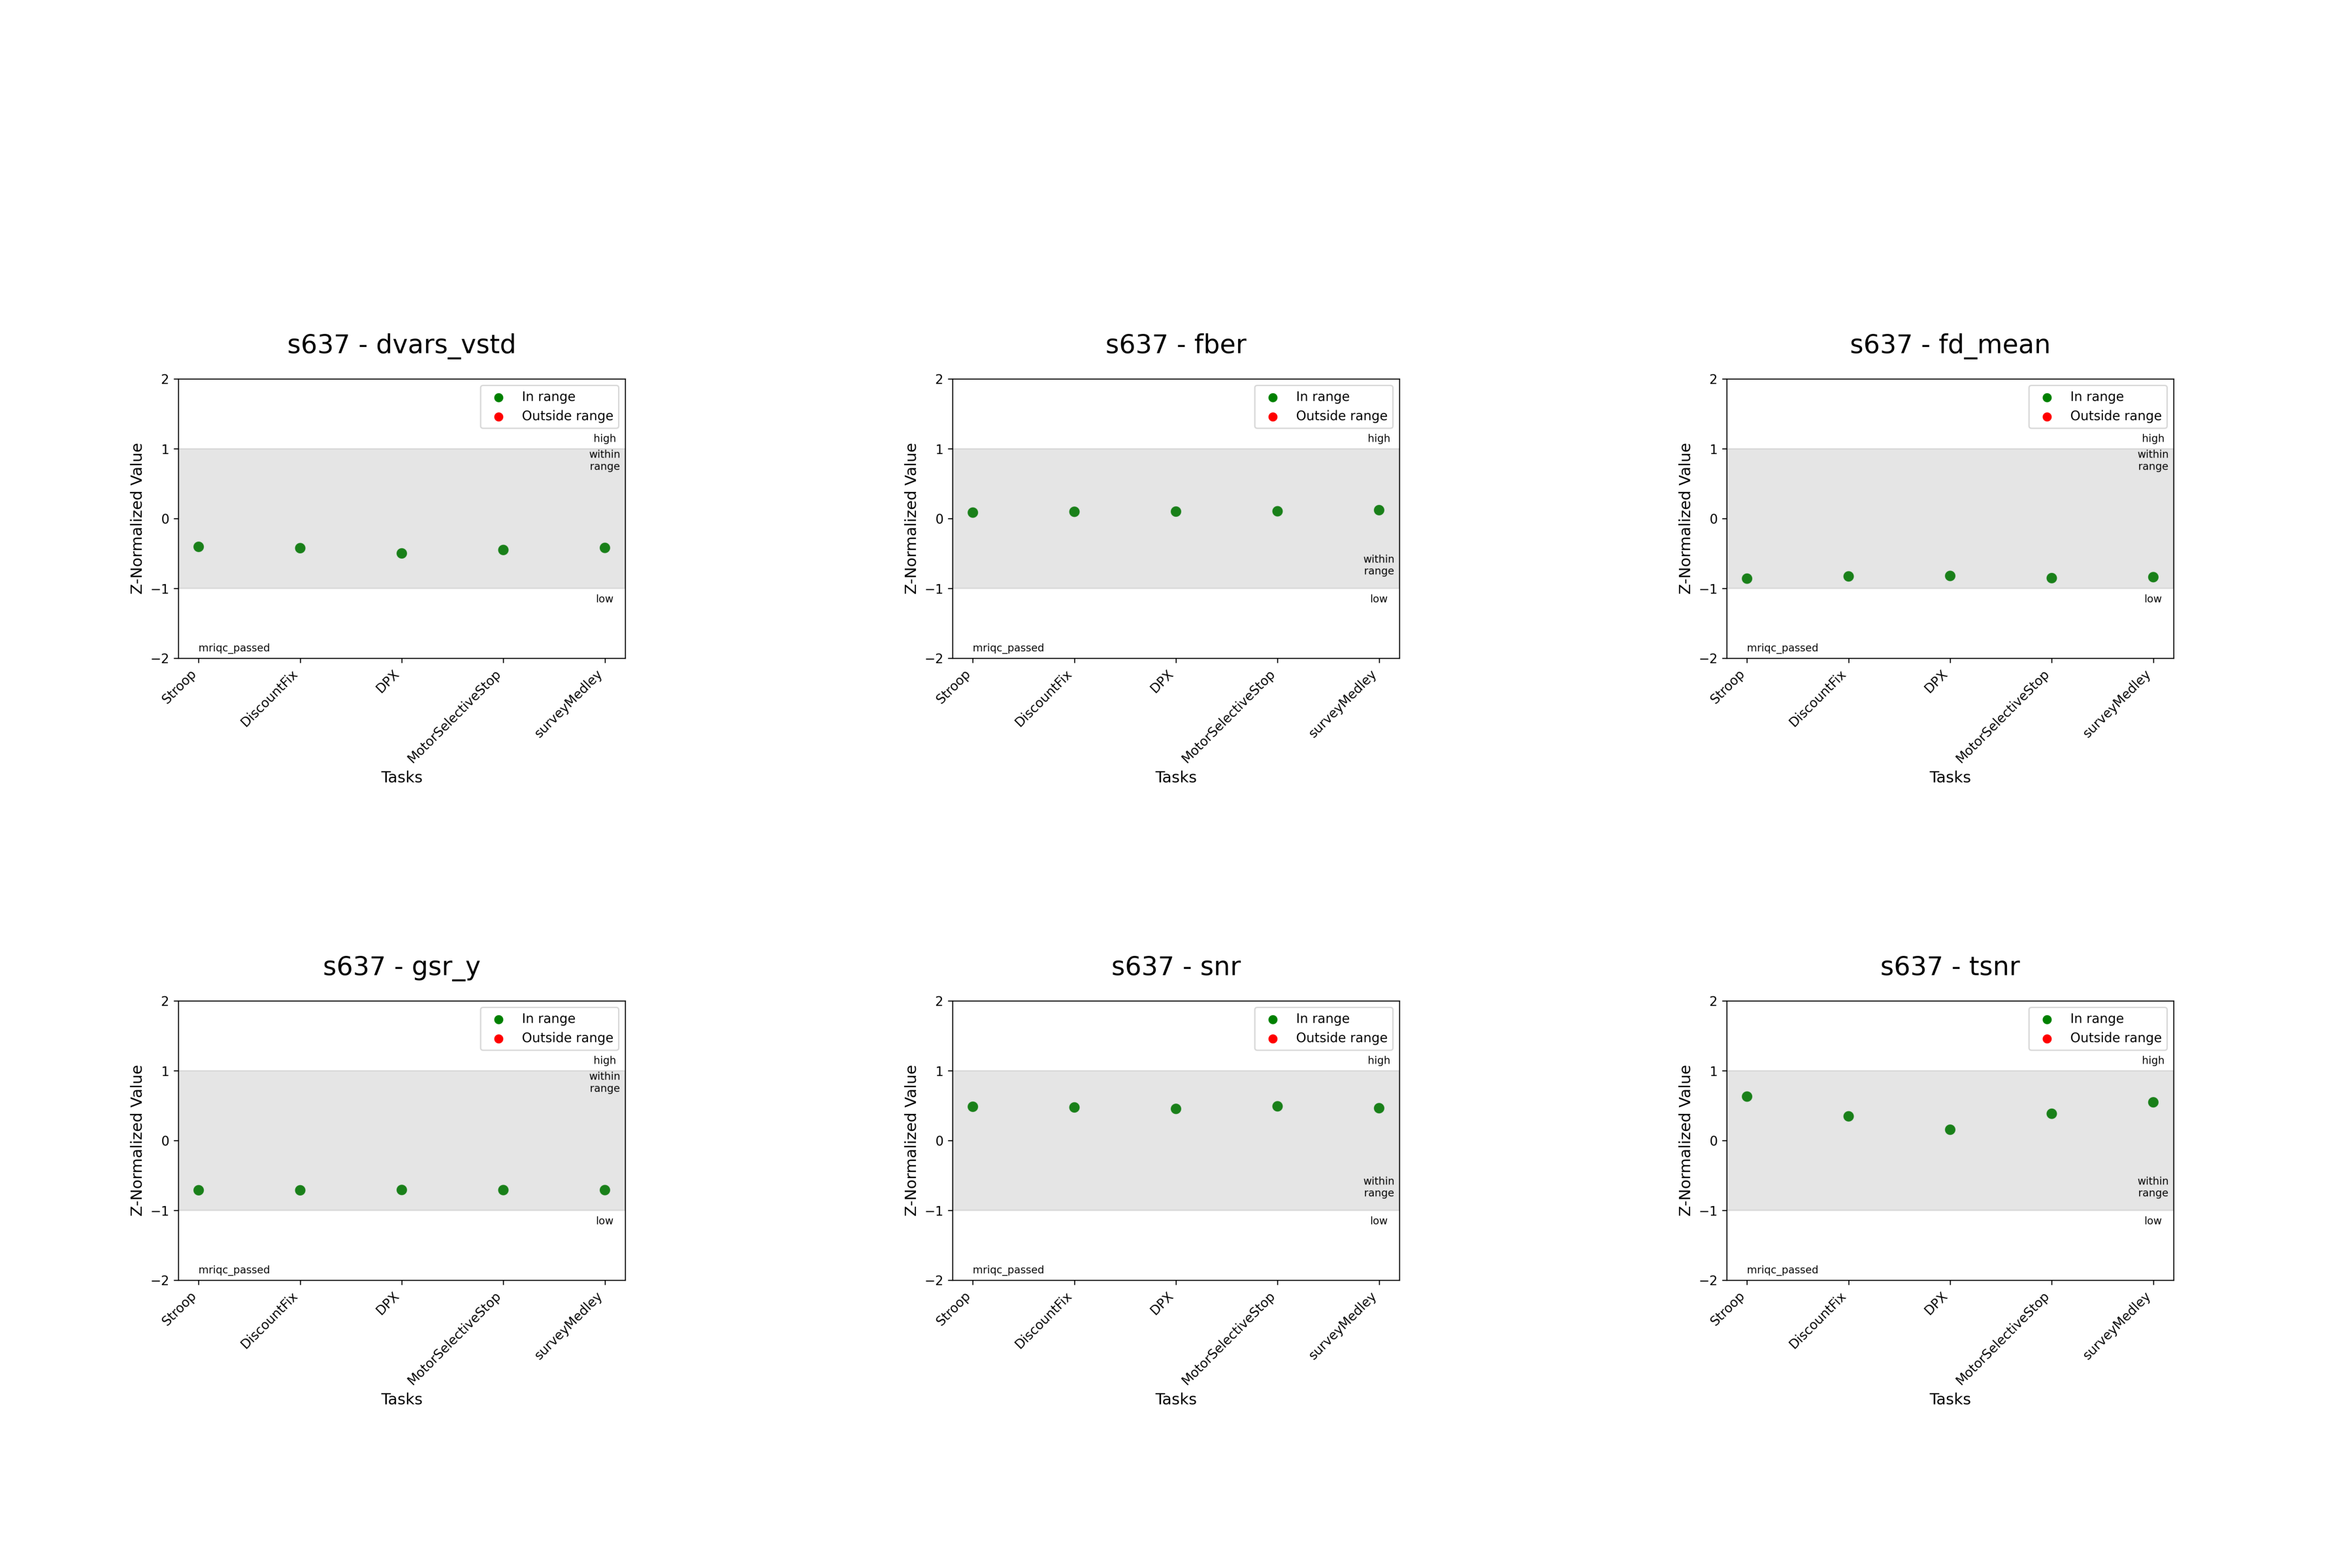 s637 - dvars_vstd
2
In range
Outside range
high
1
within
range
0
Z-Normalized Value
−1
low
mriqc_passed
−2
Stroop
DiscountFix
DPX
MotorSelectiveStop
surveyMedley
Tasks
s637 - fber
2
In range
Outside range
high
1
0
Z-Normalized Value
within
range
−1
low
mriqc_passed
−2
Stroop
DiscountFix
DPX
MotorSelectiveStop
surveyMedley
Tasks
s637 - fd_mean
2
In range
Outside range
high
1
within
range
0
Z-Normalized Value
−1
low
mriqc_passed
−2
Stroop
DiscountFix
DPX
MotorSelectiveStop
surveyMedley
Tasks
s637 - gsr_y
2
In range
Outside range
high
1
within
range
0
Z-Normalized Value
−1
low
mriqc_passed
−2
Stroop
DiscountFix
DPX
MotorSelectiveStop
surveyMedley
Tasks
s637 - snr
2
In range
Outside range
high
1
0
Z-Normalized Value
within
range
−1
low
mriqc_passed
−2
Stroop
DiscountFix
DPX
MotorSelectiveStop
surveyMedley
Tasks
s637 - tsnr
2
In range
Outside range
high
1
0
Z-Normalized Value
within
range
−1
low
mriqc_passed
−2
Stroop
DiscountFix
DPX
MotorSelectiveStop
surveyMedley
Tasks